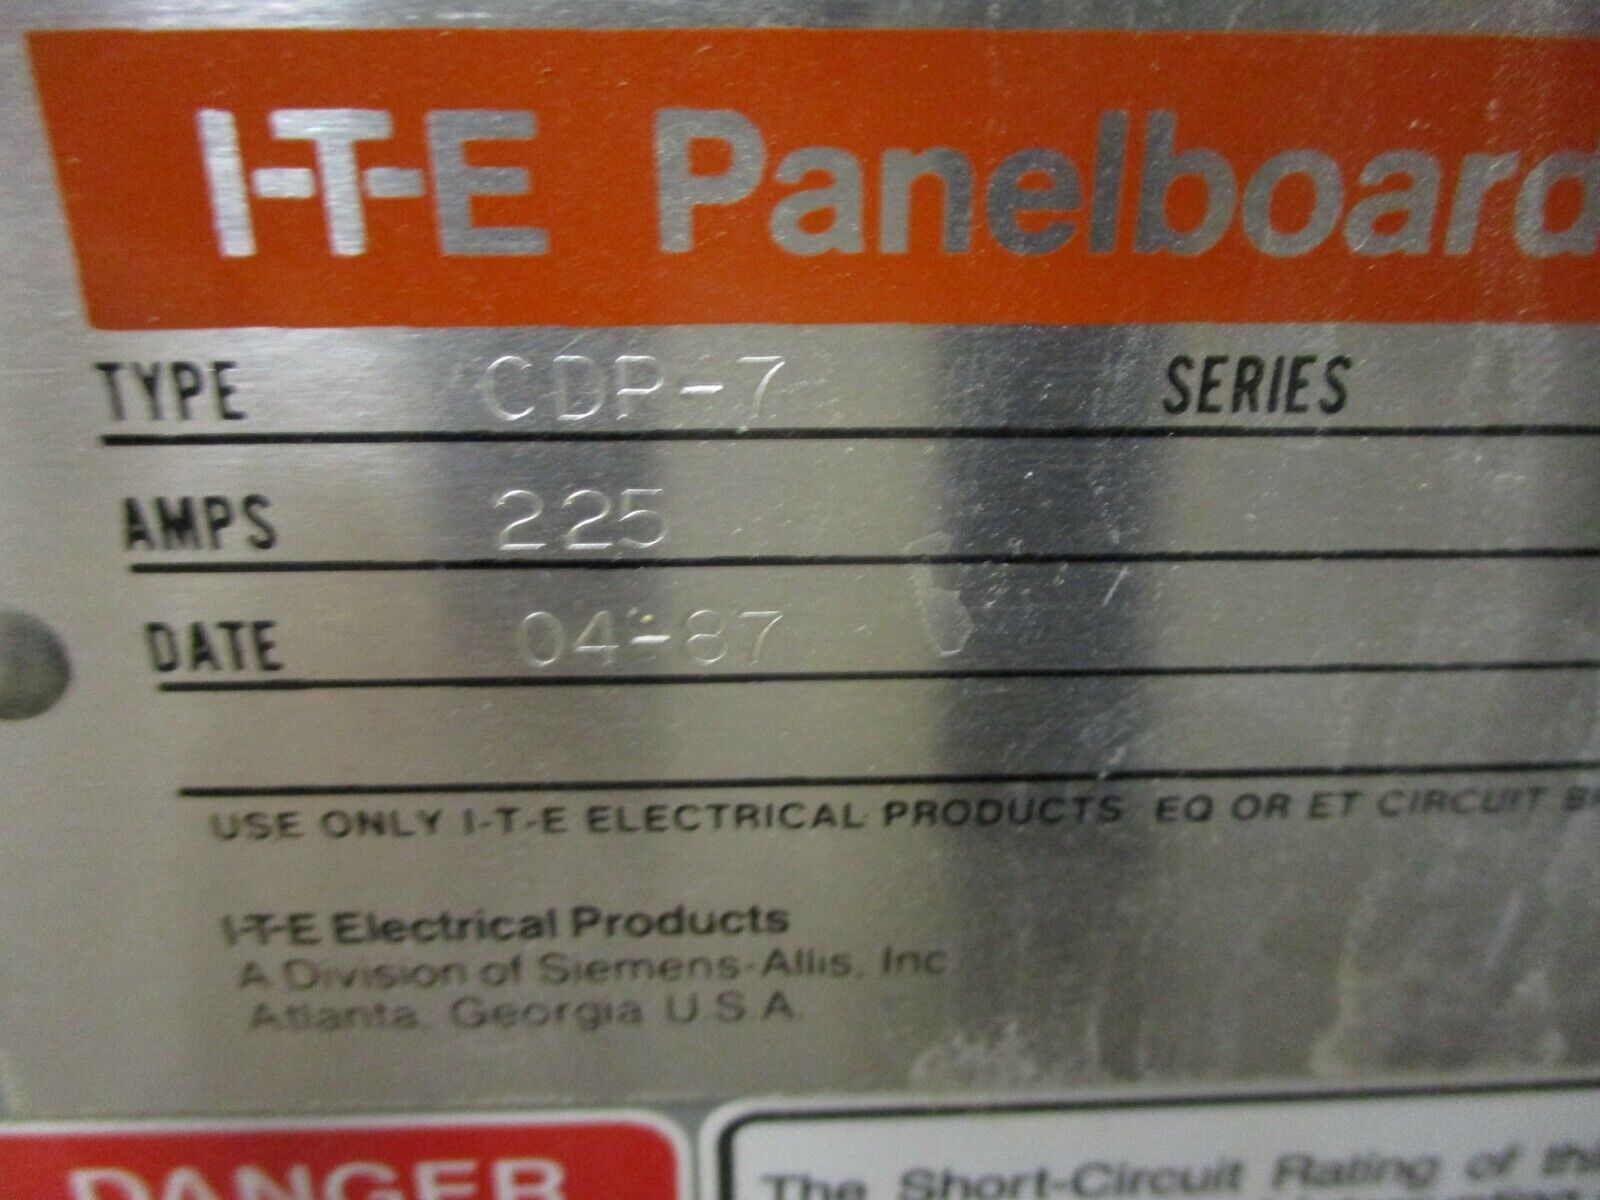 I-T-E Panelboard
TYPE CDP-7 SERIES
AMPS 225
DATE 04-87
USE ONLY I-T-E ELECTRICAL PRODUCTS EQ OR ET CIRCUIT
I-T-E Electrical Products
A Division of Siemens-Allis, Inc.
Atlanta, Georgia U.S.A.
DANGER
The Short-Circuit Rating of